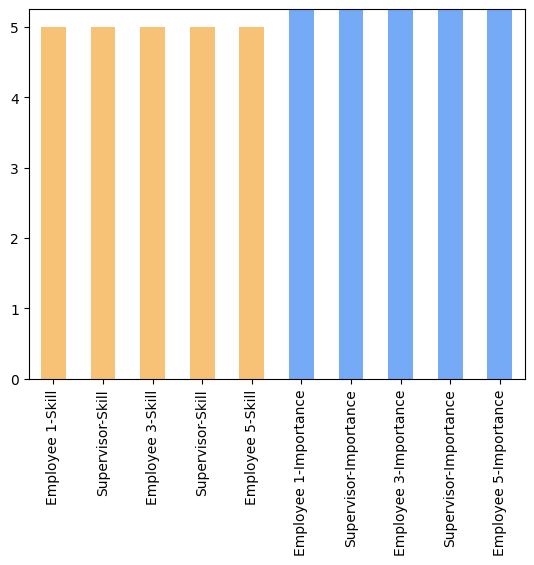 5
4
3
2
1
0
Employee 1-Skill
Supervisor-Skill
Employee 3-Skill
Supervisor-Skill
Employee 5-Skill
Employee 1-Importance
Supervisor-Importance
Employee 3-Importance
Supervisor-Importance
Employee 5-Importance